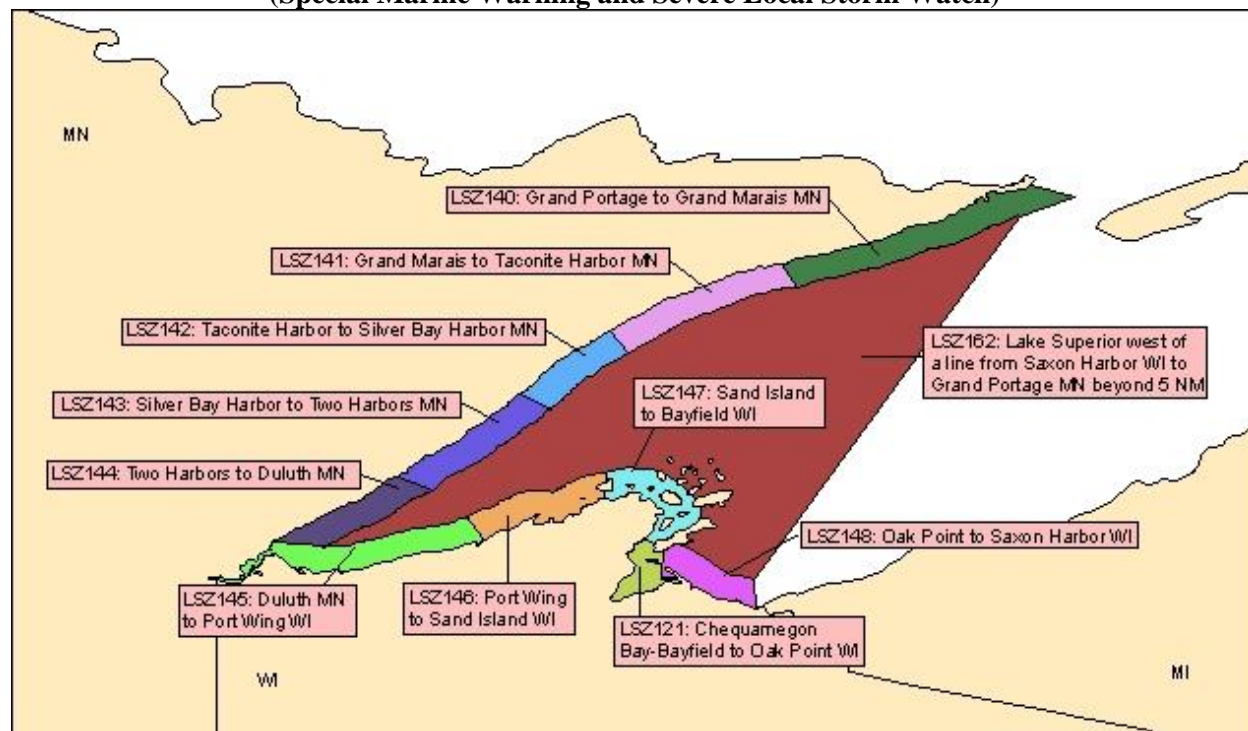 (Special Marine Warning and Severe Local Storm Watch)
MN
LSZ140: Grand Portage to Grand Marais MN
LSZ141: Grand Marais to Taconite Harbor MN
LSZ142: Taconite Harbor to Silver Bay Harbor MN
LSZ162: Lake Superior west of
a line from Saxon Harbor WI to
Grand Portage MN beyond 5 NM
LSZ143: Silver Bay Harbor to Two Harbors MN
LSZ147: Sand Island
to Bayfield WI
LSZ144: Two Harbors to Duluth MN
LSZ148: Oak Point to Saxon Harbor WI
LSZ145: Duluth MN
to Port Wing WI
LSZ146: Port Wing
to Sand Island WI
LSZ121: Chequamegon
Bay-Bayfield to Oak Point WI
WI
MI